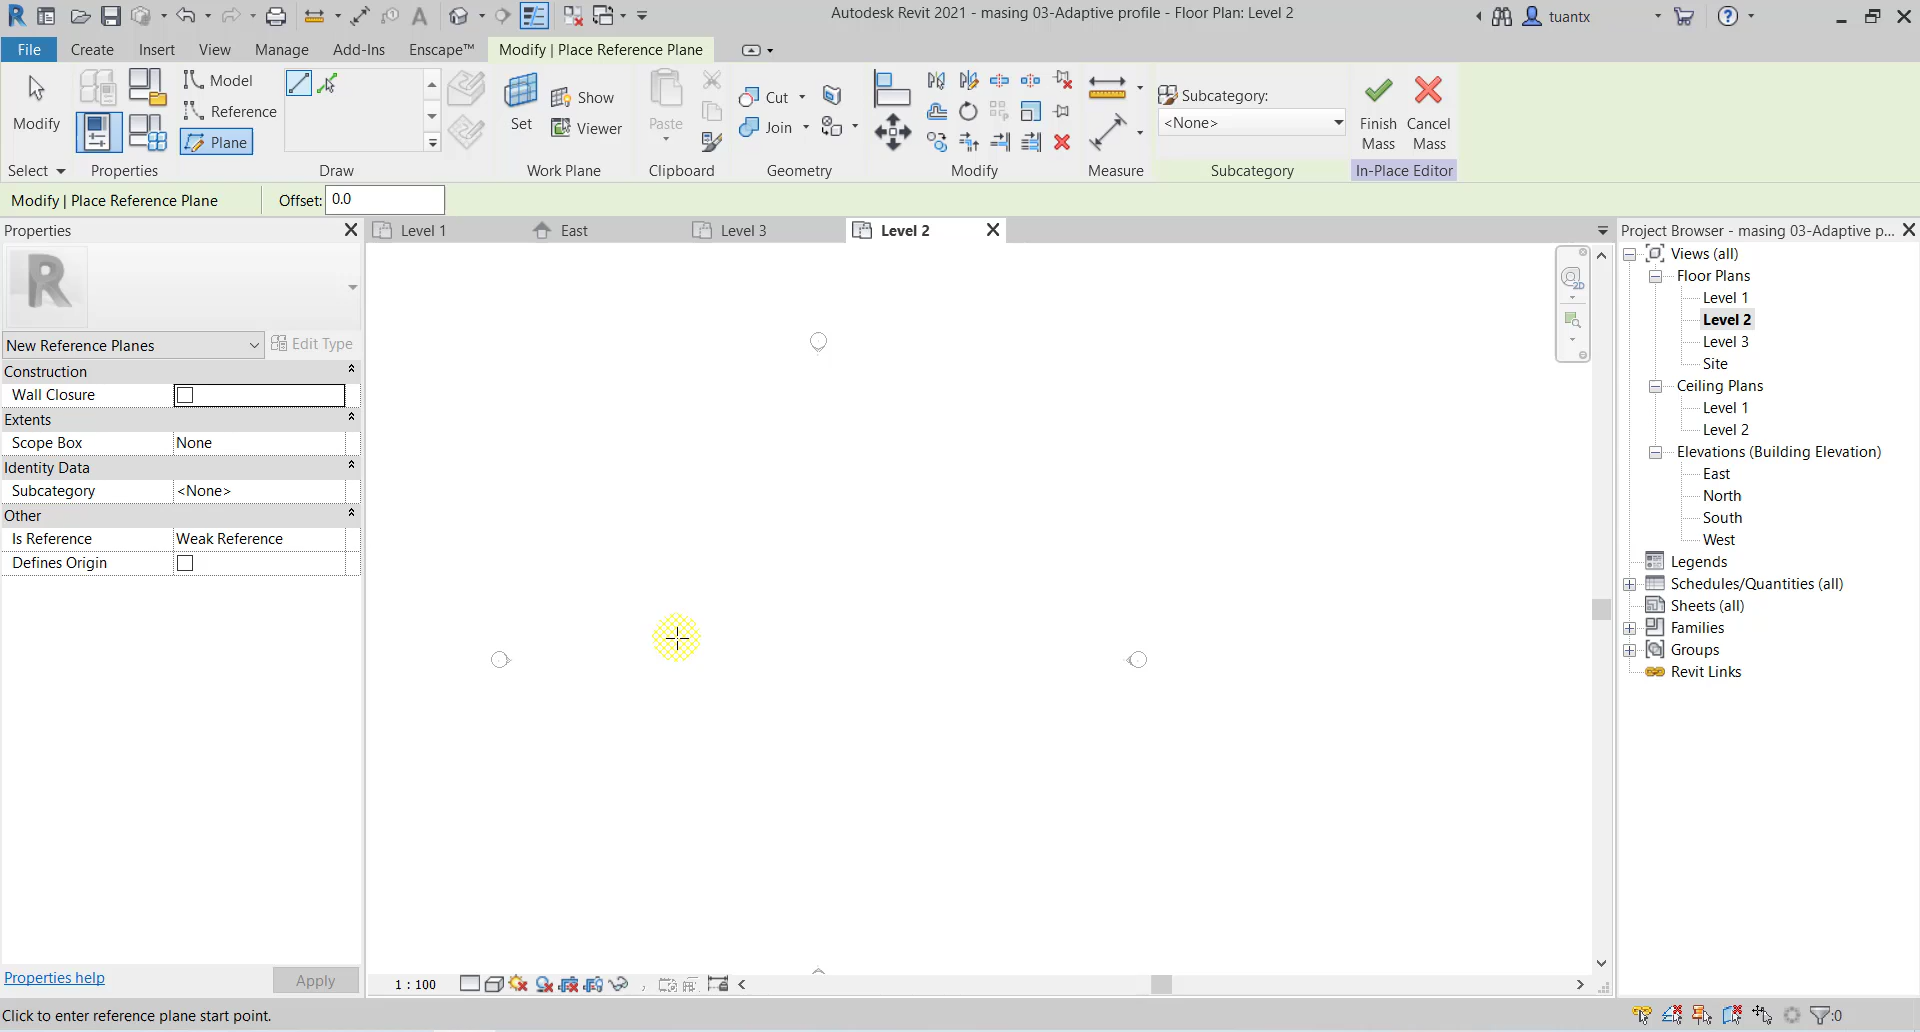 Autodesk Revit 2021 - masing 03-Adaptive profile - Floor Plan: Level 2
tuantx
File
Create
Insert
View
Manage
Add-Ins
Enscape™
Modify | Place Reference Plane
Modify
Model
Reference
Plane
Set
Show
Viewer
Paste
Cut
Join
Subcategory:
<None>
Finish
Mass
Cancel
Mass
Select
Properties
Draw
Work Plane
Clipboard
Geometry
Modify
Measure
Subcategory
In-Place Editor
Modify | Place Reference Plane
Offset: 0.0
Properties
Level 1
East
Level 3
Level 2
Project Browser - masing 03-Adaptive p...
R
New Reference Planes
Edit Type
Construction
Wall Closure
Extents
Scope Box None
Identity Data
Subcategory <None>
Other
Is Reference Weak Reference
Defines Origin
2D
Views (all)
Floor Plans
Level 1
Level 2
Level 3
Site
Ceiling Plans
Level 1
Level 2
Elevations (Building Elevation)
East
North
South
West
Legends
Schedules/Quantities (all)
Sheets (all)
Families
Groups
Revit Links
Properties help
Apply
1 : 100
Click to enter reference plane start point.
:0